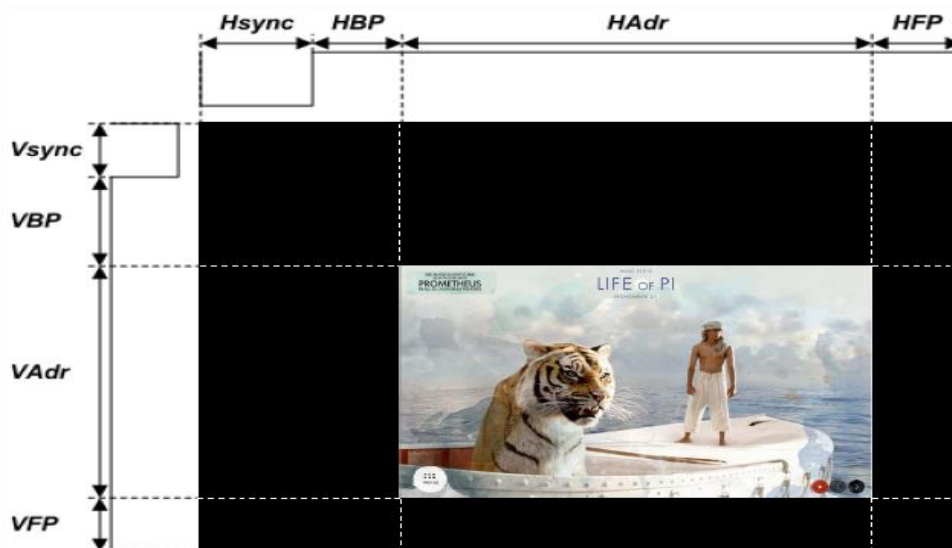 Hsync HBP HAdr HFP
Vsync
VBP
VAdr
PROMETHEUS
LIFE OF PI
VFP